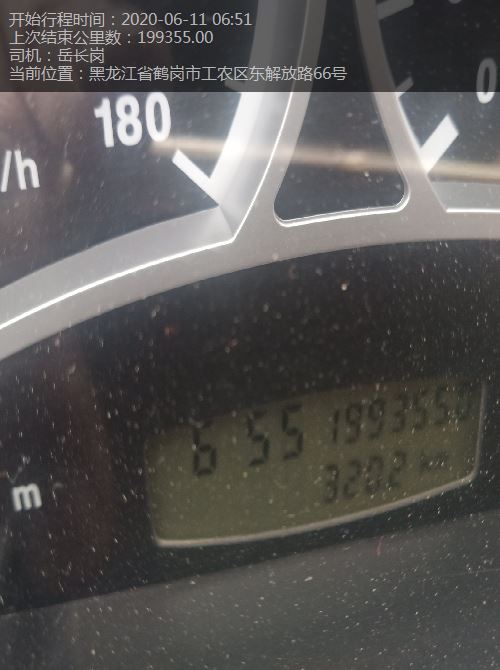 开始行程时间：2020-06-11 06:51
上次结束公里数：199355.00
司机：岳长岗
当前位置：黑龙江省鹤岗市工农区东解放路66号
180
0
/h
6 55 1993550
3202 km
m